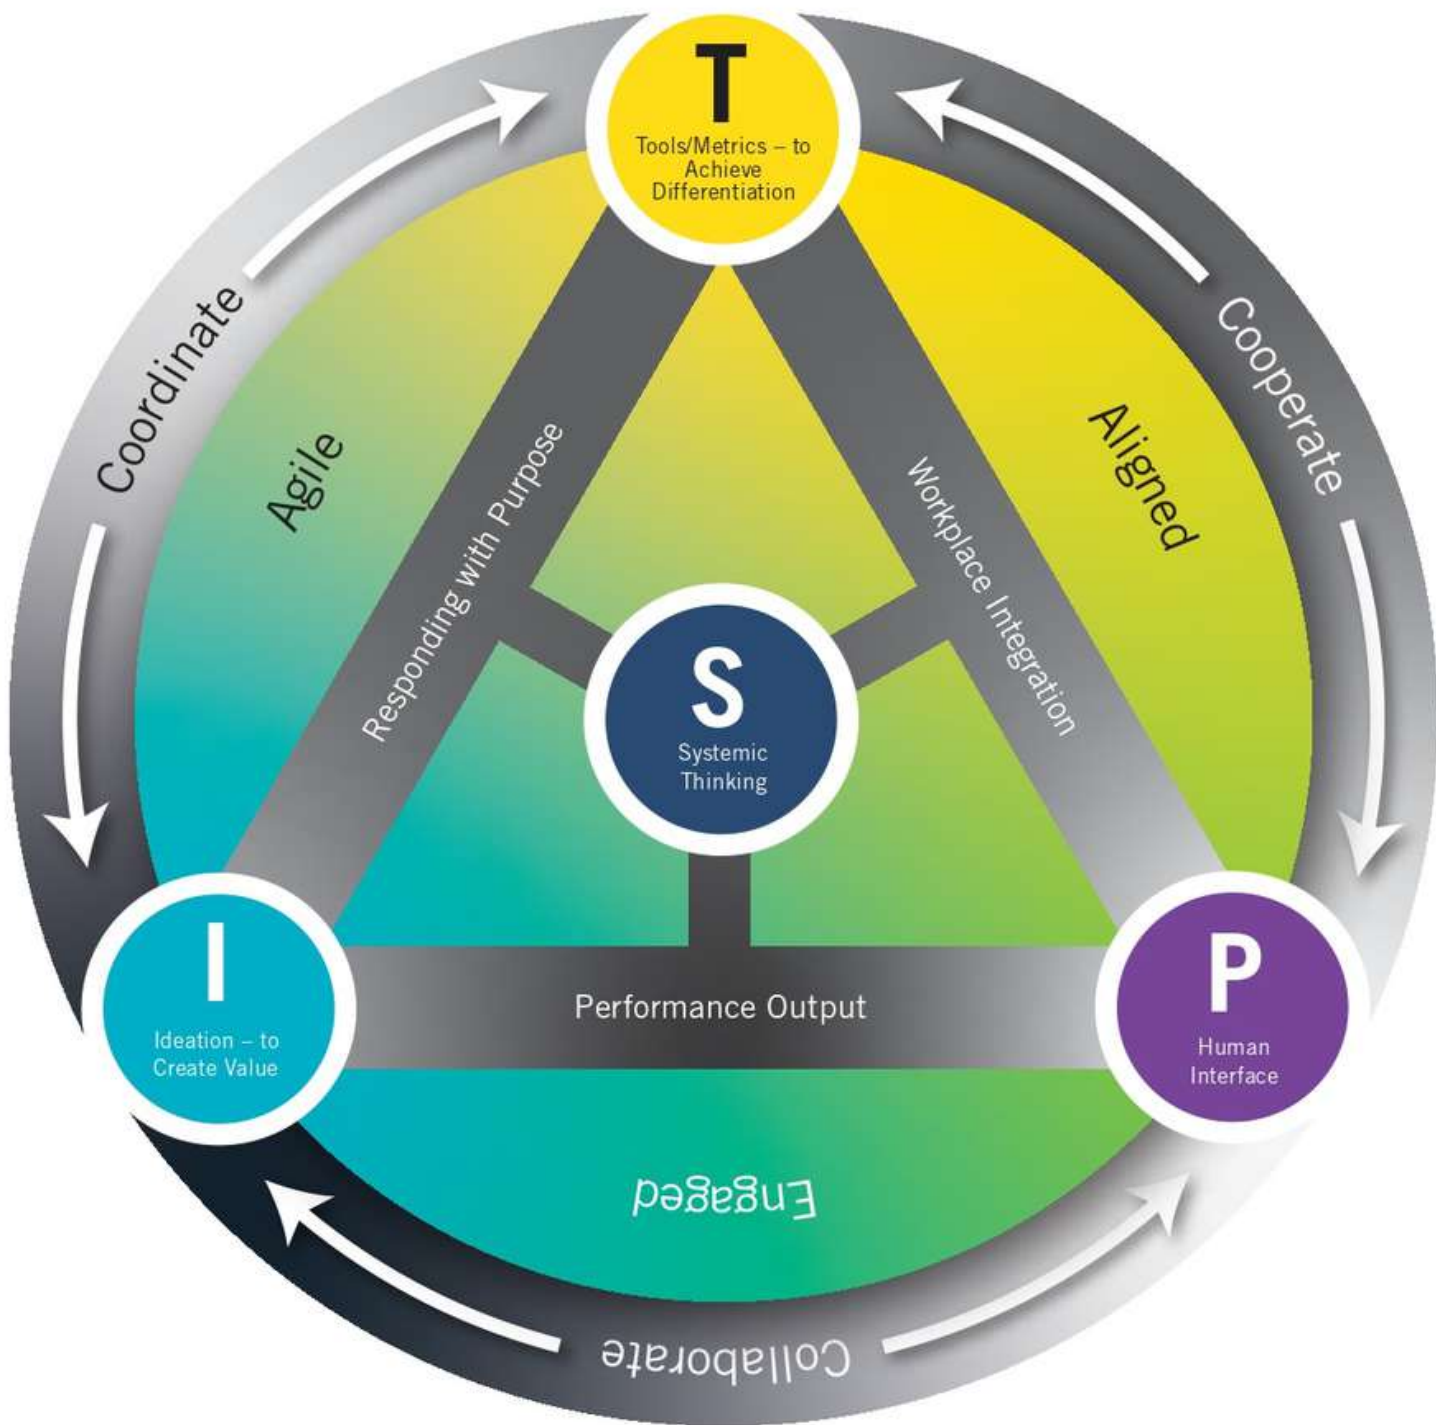 T
Tools/Metrics – to
Achieve
Differentiation
Coordinate
Cooperate
Agile
Aligned
Responding with Purpose
Workplace Integration
S
Systemic
Thinking
I
Ideation – to
Create Value
Performance Output
P
Human
Interface
Engaged
Collaborate